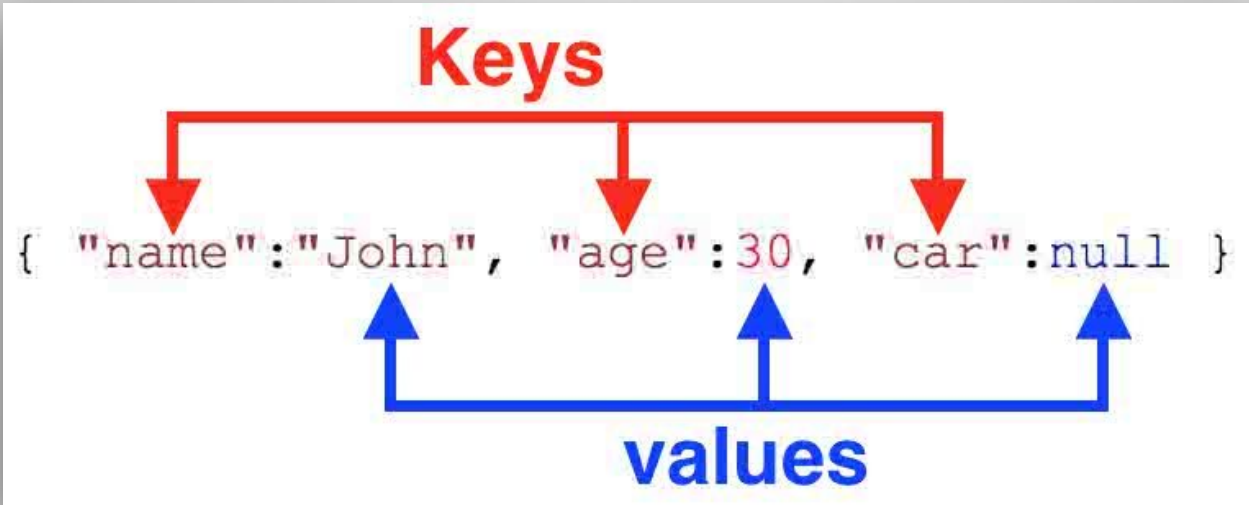 Keys
{ "name":"John", "age":30, "car":null }
values